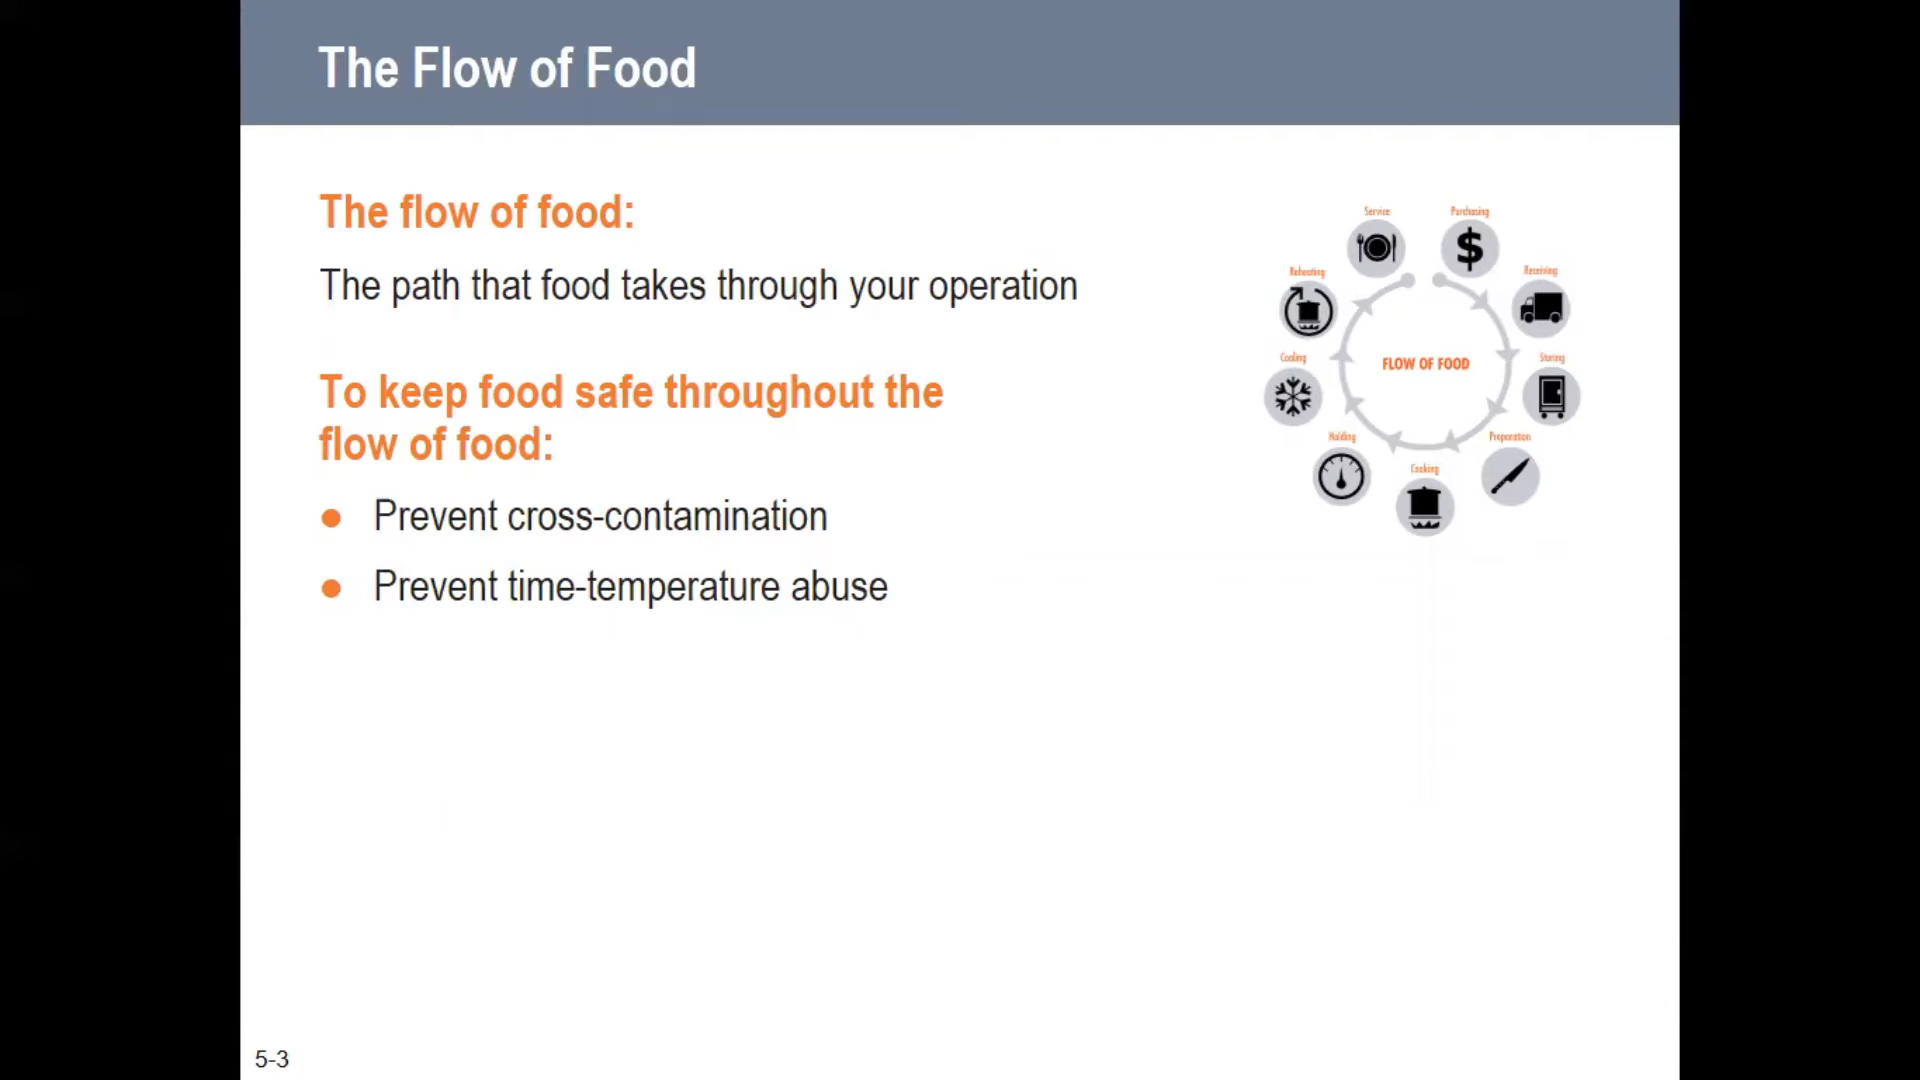 The Flow of Food
The flow of food:
The path that food takes through your operation
To keep food safe throughout the
flow of food:
● Prevent cross-contamination
● Prevent time-temperature abuse
Service
Purchasing
$
Reheating
Receiving
Cooling
FLOW OF FOOD
Storing
Holding
Preparation
Cooking
5-3